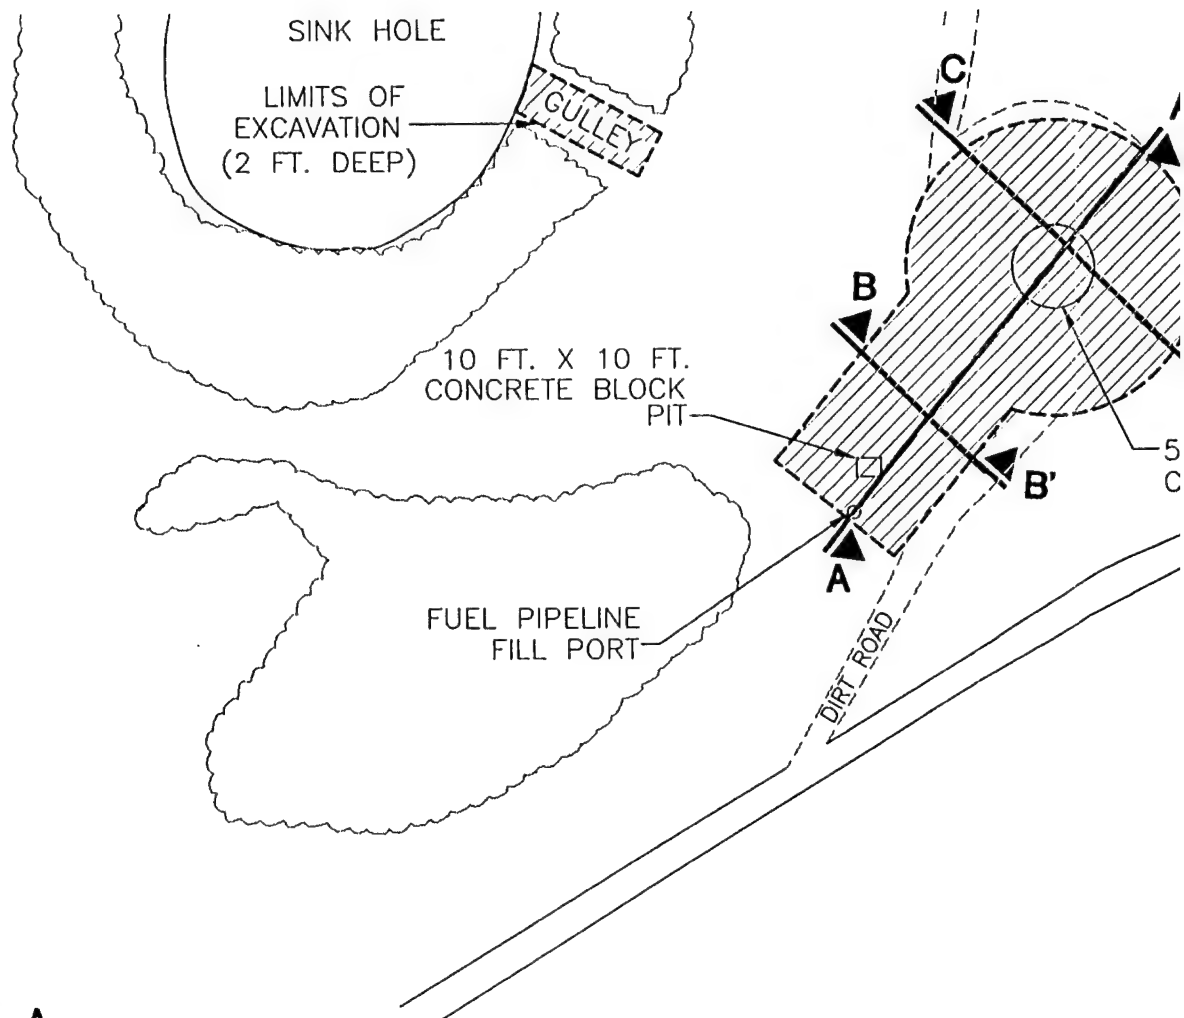 SINK HOLE
LIMITS OF
EXCAVATION
(2 FT. DEEP)
GULLEY
C
B
10 FT. X 10 FT.
CONCRETE BLOCK
PIT
5
C
B'
A
FUEL PIPELINE
FILL PORT
DIRT ROAD